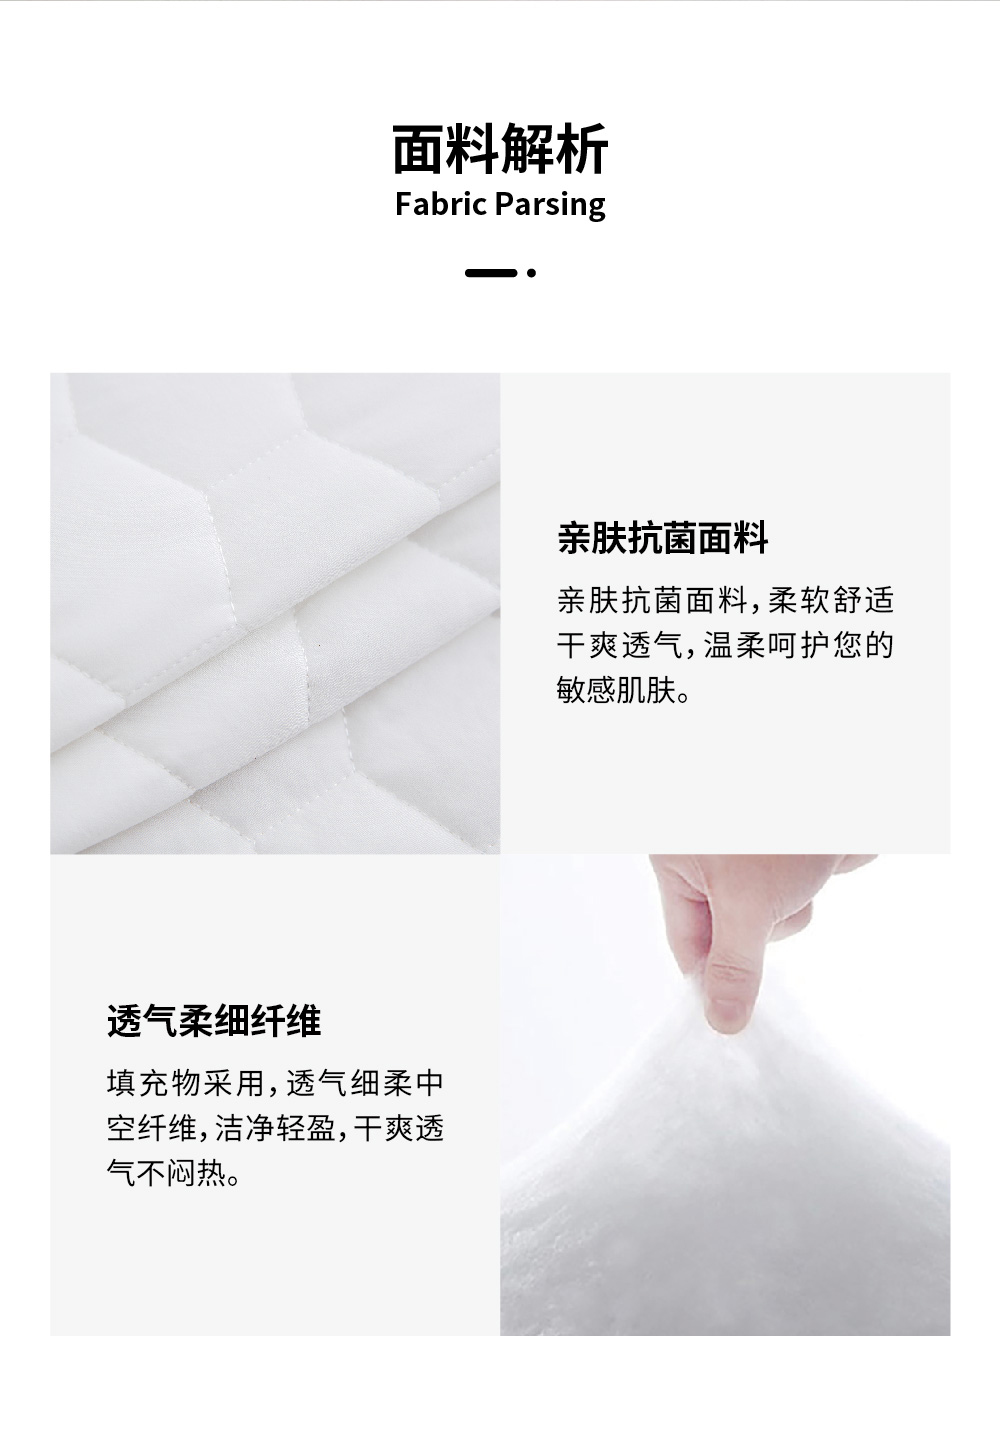 面料解析
Fabric Parsing
亲肤抗菌面料
亲肤抗菌面料，柔软舒适
干爽透气，温柔呵护您的
敏感肌肤。
透气柔细纤维
填充物采用，透气细柔中
空纤维，洁净轻盈，干爽透
气不闷热。